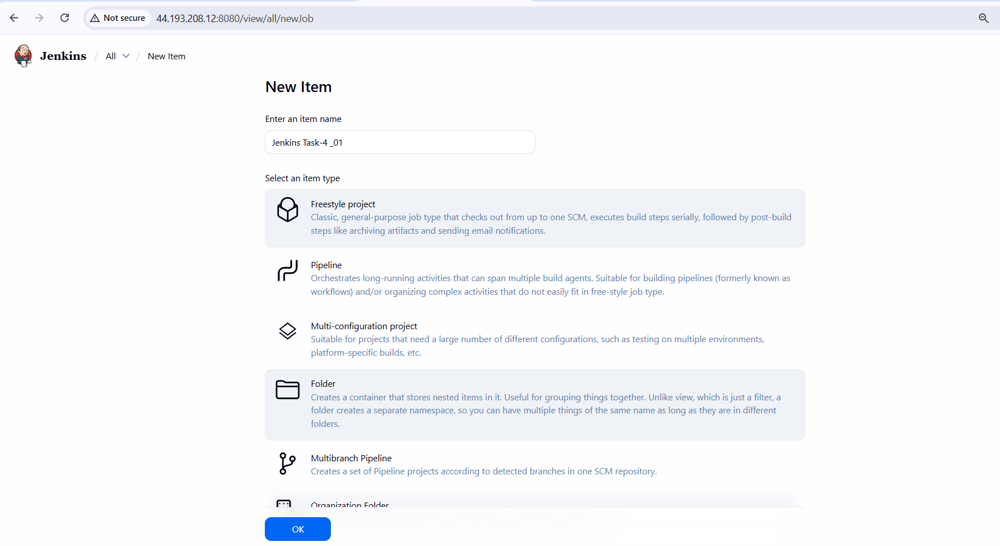 Not secure 44.193.208.12:8080/view/all/newJob
Jenkins / All / New Item
New Item
Enter an item name
Jenkins Task-4 _01
Select an item type
Freestyle project
Classic, general-purpose job type that checks out from up to one SCM, executes build steps serially, followed by post-build
steps like archiving artifacts and sending email notifications.
Pipeline
Orchestrates long-running activities that can span multiple build agents. Suitable for building pipelines (formerly known as
workflows) and/or organizing complex activities that do not easily fit in free-style job type.
Multi-configuration project
Suitable for projects that need a large number of different configurations, such as testing on multiple environments,
platform-specific builds, etc.
Folder
Creates a container that stores nested items in it. Useful for grouping things together. Unlike view, which is just a filter, a
folder creates a separate namespace, so you can have multiple things of the same name as long as they are in different
folders.
Multibranch Pipeline
Creates a set of Pipeline projects according to detected branches in one SCM repository.
Organization Folder
OK